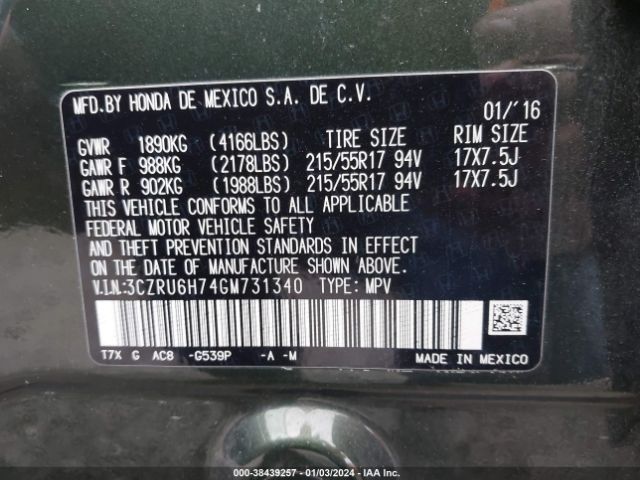 MFD.BY HONDA DE MEXICO S.A. DE C.V.
01/'16
GVWR 1890KG (4166LBS) TIRE SIZE RIM SIZE
GAWR F 988KG (2178LBS) 215/55R17 94V 17X7.5J
GAWR R 902KG (1988LBS) 215/55R17 94V 17X7.5J
THIS VEHICLE CONFORMS TO ALL APPLICABLE
FEDERAL MOTOR VEHICLE SAFETY
AND THEFT PREVENTION STANDARDS IN EFFECT
ON THE DATE OF MANUFACTURE SHOWN ABOVE.
V.I.N.:3CZRU6H74GM731340 TYPE: MPV
T7X G AC8 -G539P -A -M MADE IN MEXICO
000-38439257 - 01/03/2024 - IAA Inc.